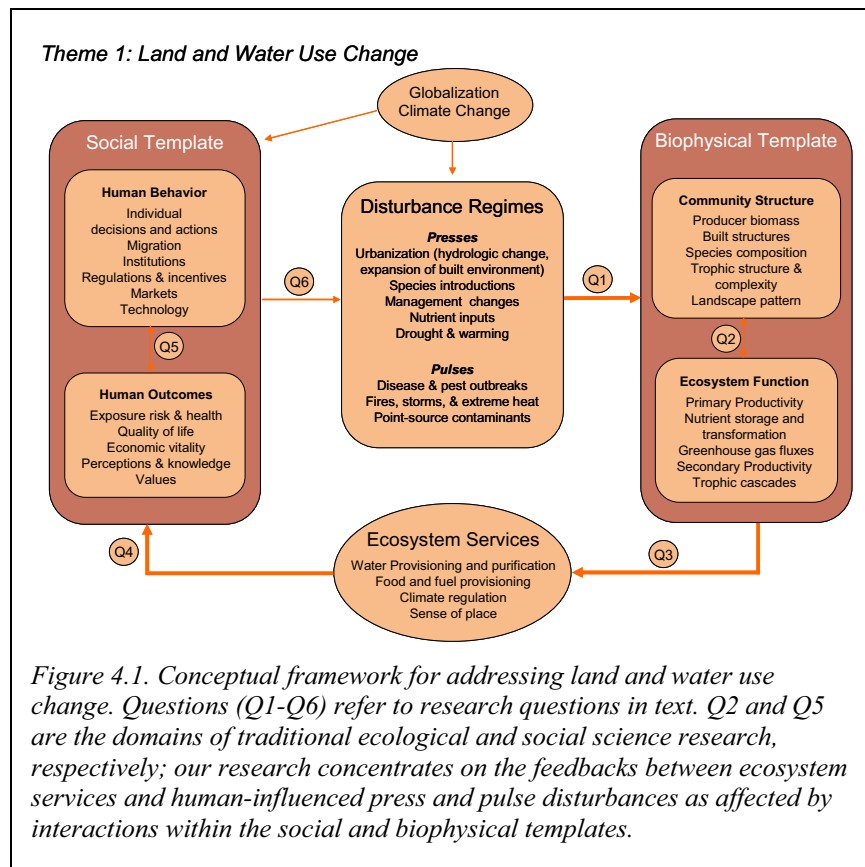 Theme 1: Land and Water Use Change
Globalization
Climate Change
Social Template
Human Behavior
Individual
decisions and actions
Migration
Institutions
Regulations & incentives
Markets
Technology
Q5
Human Outcomes
Exposure risk & health
Quality of life
Economic vitality
Perceptions & knowledge
Values
Q6
Disturbance Regimes
Presses
Urbanization (hydrologic change,
expansion of built environment)
Species introductions
Management changes
Nutrient inputs
Drought & warming
Pulses
Disease & pest outbreaks
Fires, storms, & extreme heat
Point-source contaminants
Q1
Biophysical Template
Community Structure
Producer biomass
Built structures
Species composition
Trophic structure &
complexity
Landscape pattern
Q2
Ecosystem Function
Primary Productivity
Nutrient storage and
transformation
Greenhouse gas fluxes
Secondary Productivity
Trophic cascades
Q4
Ecosystem Services
Water Provisioning and purification
Food and fuel provisioning
Climate regulation
Sense of place
Q3
Figure 4.1. Conceptual framework for addressing land and water use
change. Questions (Q1-Q6) refer to research questions in text. Q2 and Q5
are the domains of traditional ecological and social science research,
respectively; our research concentrates on the feedbacks between ecosystem
services and human-influenced press and pulse disturbances as affected by
interactions within the social and biophysical templates.